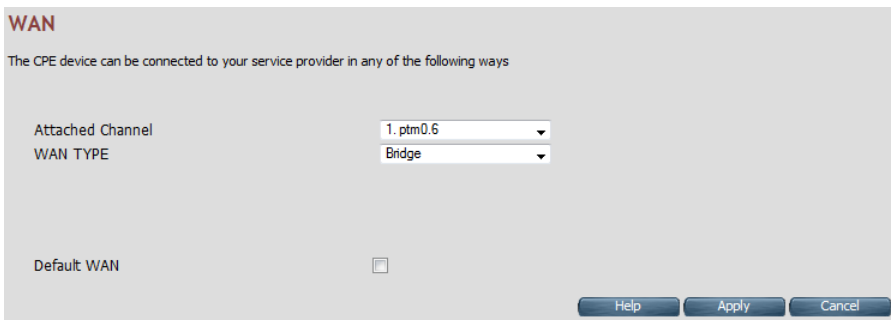 WAN
The CPE device can be connected to your service provider in any of the following ways
Attached Channel 1. ptm0.6
WAN TYPE Bridge
Default WAN
Help Apply Cancel